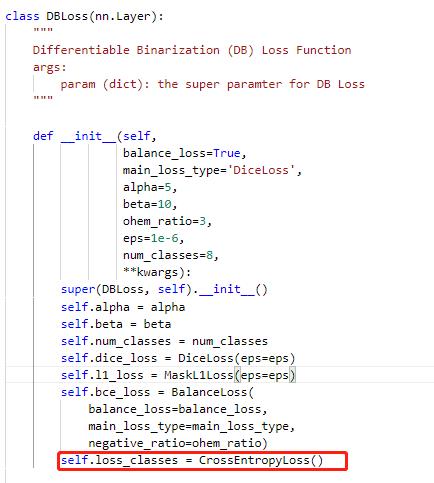 class DBLoss(nn.Layer):
"""
Differentiable Binarization (DB) Loss Function
args:
param (dict): the super paramter for DB Loss
"""
def __init__(self,
balance_loss=True,
main_loss_type='DiceLoss',
alpha=5,
beta=10,
ohem_ratio=3,
eps=1e-6,
num_classes=8,
**kwargs):
super(DBLoss, self).__init__()
self.alpha = alpha
self.beta = beta
self.num_classes = num_classes
self.dice_loss = DiceLoss(eps=eps)
self.l1_loss = MaskL1Loss(eps=eps)
self.bce_loss = BalanceLoss(
balance_loss=balance_loss,
main_loss_type=main_loss_type,
negative_ratio=ohem_ratio)
self.loss_classes = CrossEntropyLoss()